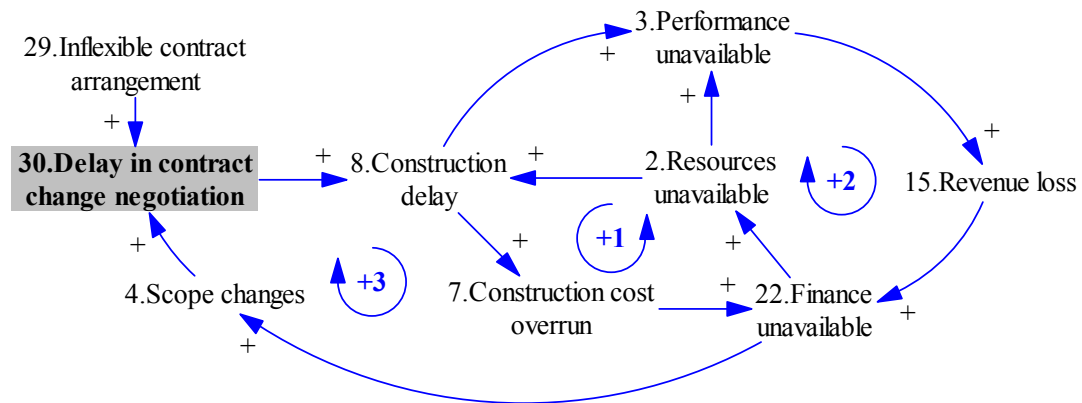 29.Inflexible contract
arrangement
+
30.Delay in contract
change negotiation
+
+
4.Scope changes
+
8.Construction
delay
+
+
+
7.Construction cost
overrun
+
3.Performance
unavailable
+
2.Resources
unavailable
+
+
15.Revenue loss
22.Finance
unavailable
+
+1
+2
+3